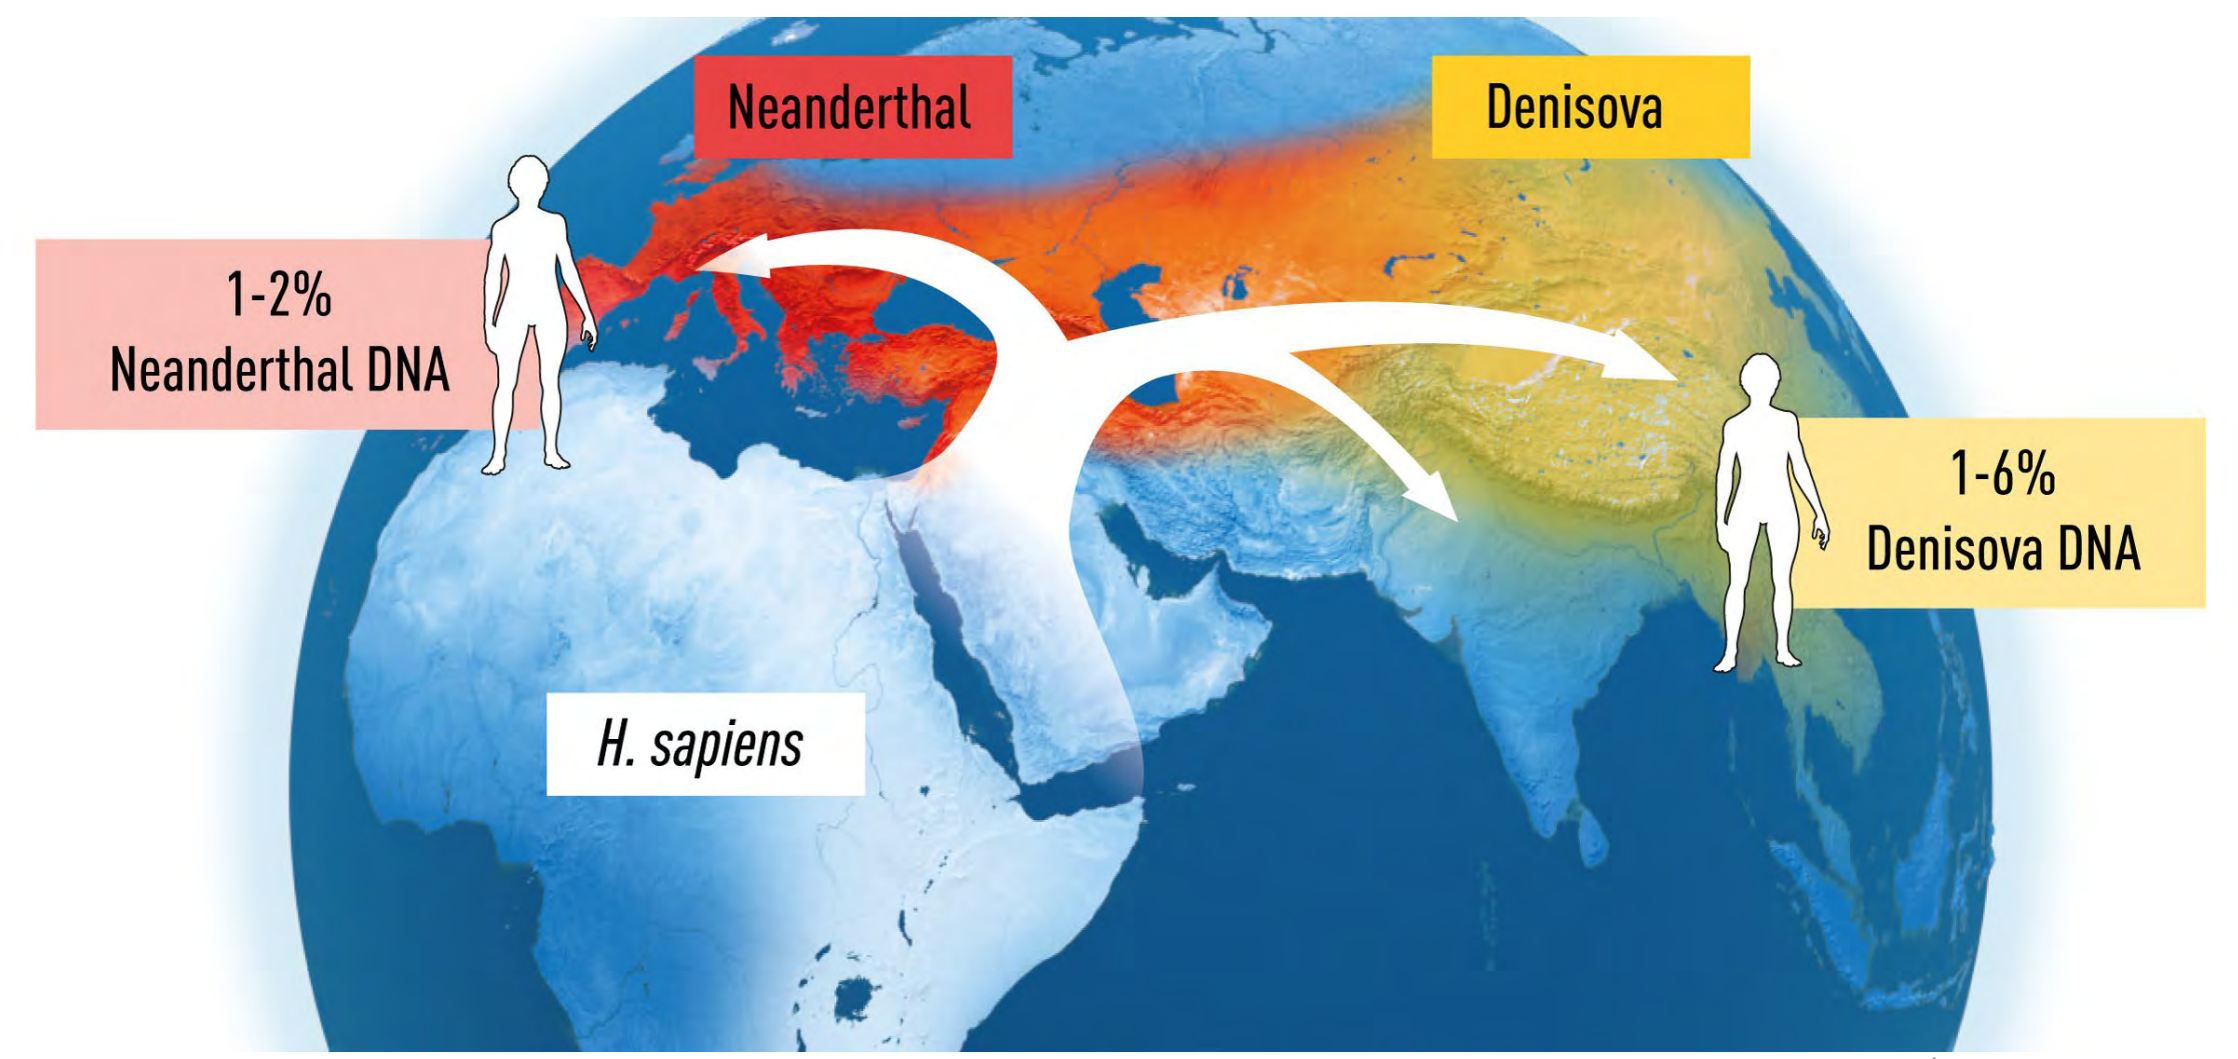 Neanderthal
Denisova
1-2%
Neanderthal DNA
1-6%
Denisova DNA
H. sapiens